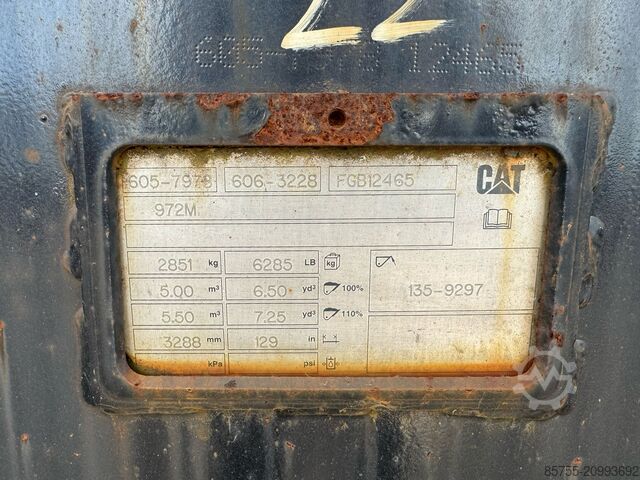 22
605-7978 12465
605-7978 606-3228 FGB12465 CAT
972M
2851 kg 6285 LB kg
5.00 m³ 6.50 yd³ 100% 135-9297
5.50 m³ 7.25 yd³ 110%
3288 mm 129 in
kPa psi
M
85755-20993692